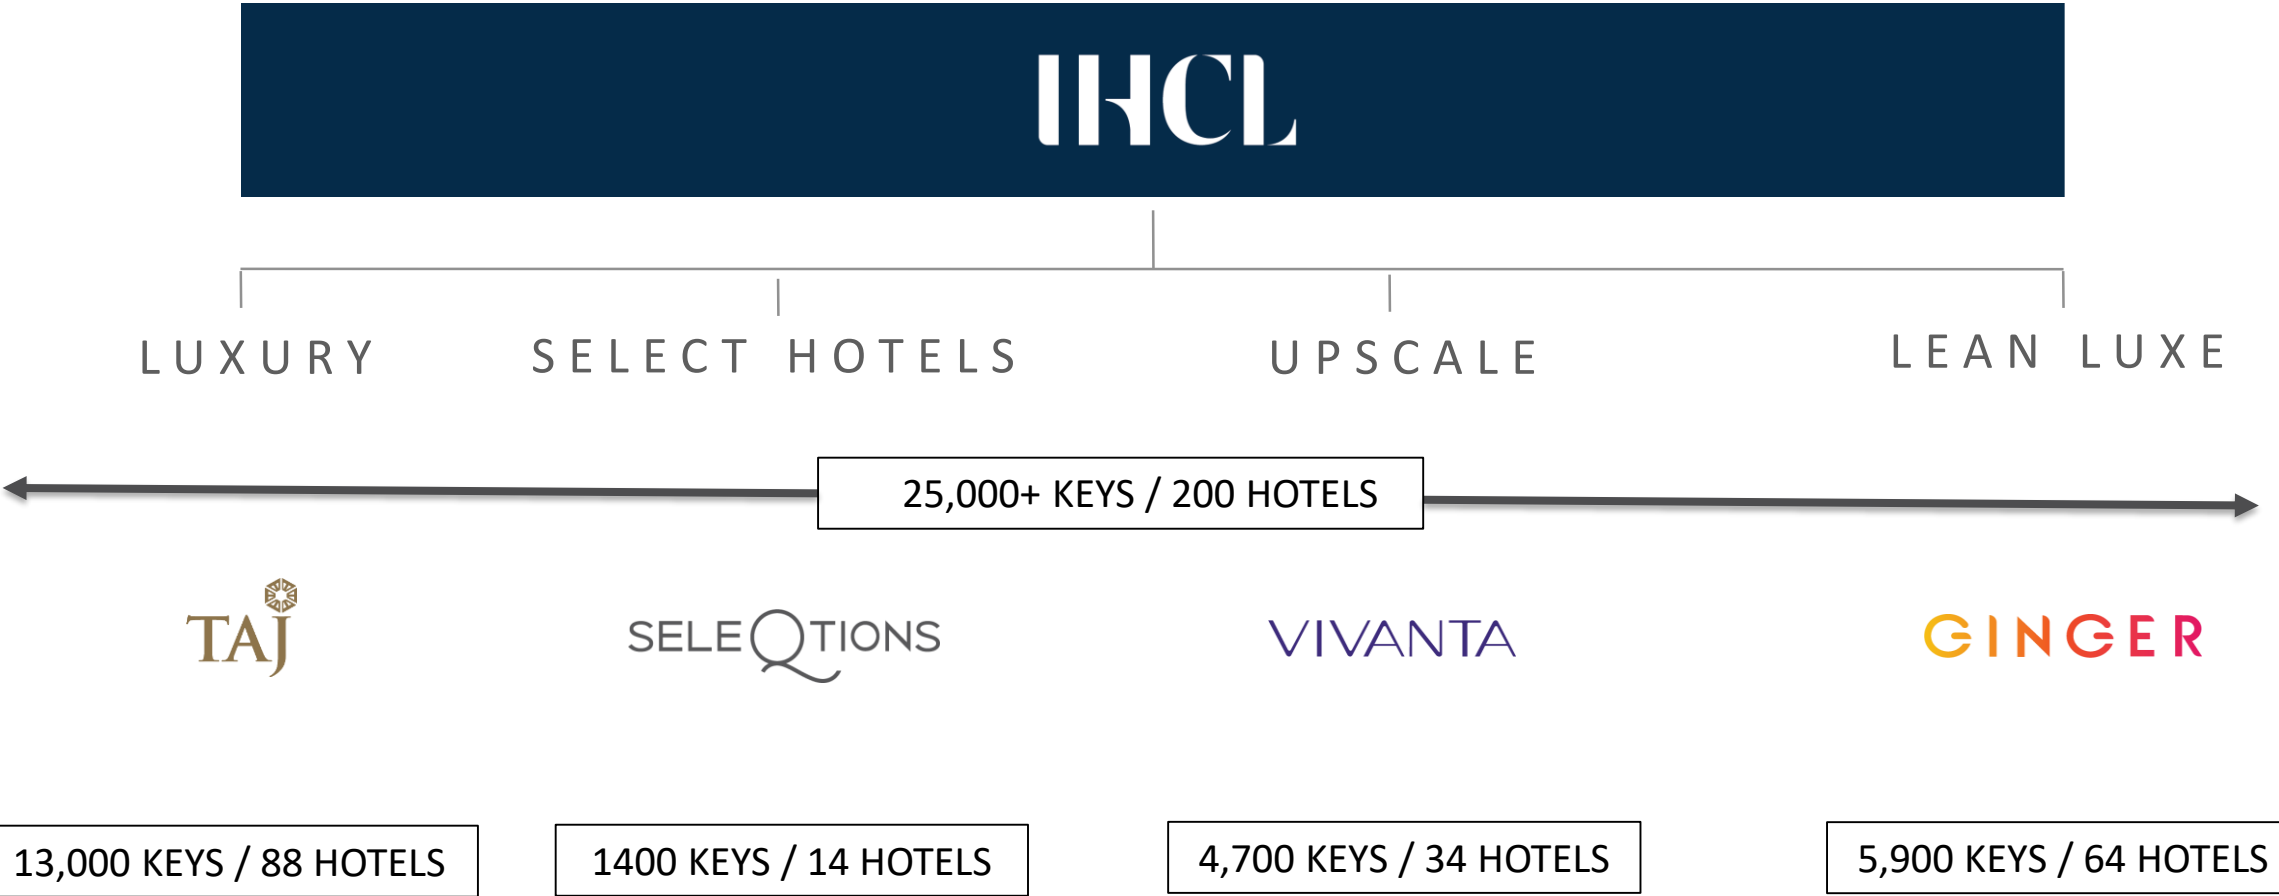 IHCL
LUXURY
SELECT HOTELS
UPSCALE
LEAN LUXE
25,000+ KEYS / 200 HOTELS
TAJ
SELEQTIONS
VIVANTA
GINGER
13,000 KEYS / 88 HOTELS
1400 KEYS / 14 HOTELS
4,700 KEYS / 34 HOTELS
5,900 KEYS / 64 HOTELS